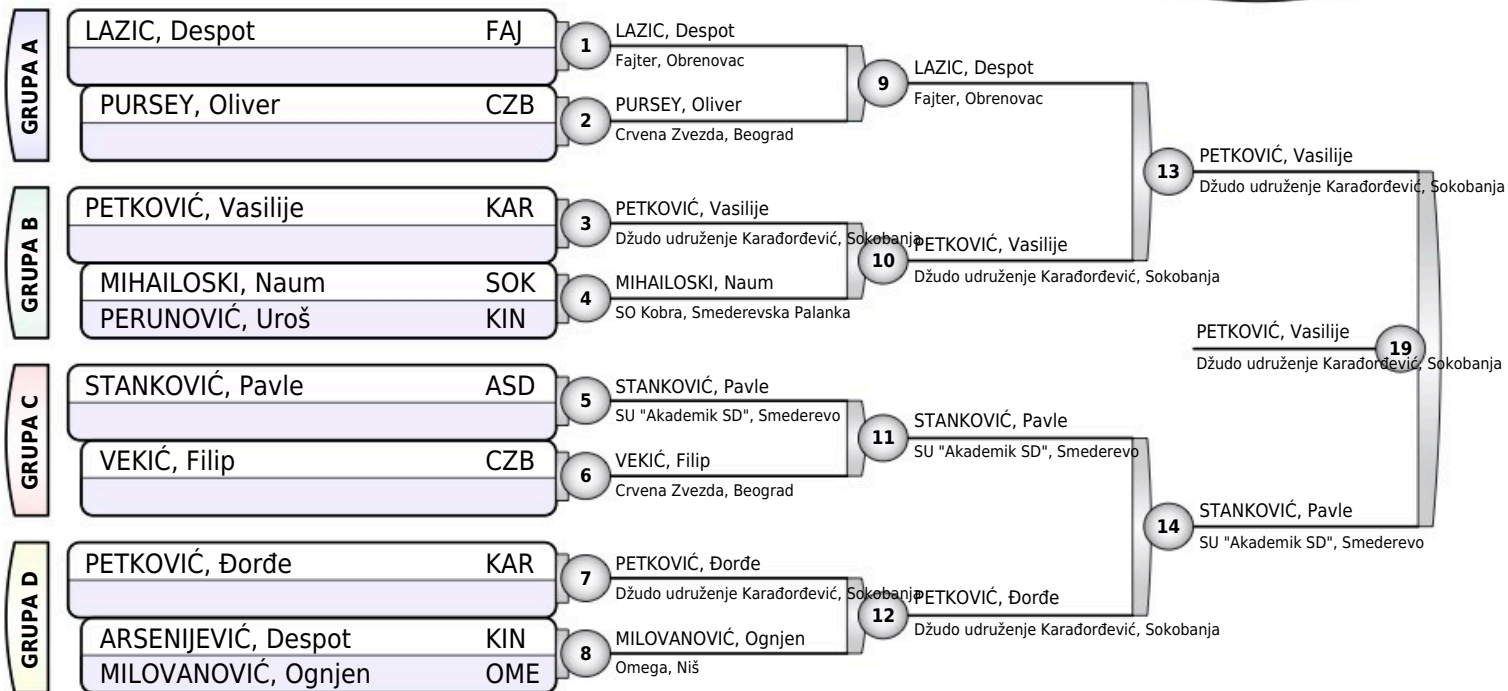 GRUPA A
LAZIC, Despot FAJ
PURSEY, Oliver CZB
1
LAZIC, Despot
Fajter, Obrenovac
2
PURSEY, Oliver
Crvena Zvezda, Beograd
9
LAZIC, Despot
Fajter, Obrenovac
GRUPA B
PETKOVIĆ, Vasilije KAR
MIHAILOSKI, Naum SOK
PERUNOVIĆ, Uroš KIN
3
PETKOVIĆ, Vasilije
Džudo udruženje Karađorđević, Sokobanja
4
MIHAILOSKI, Naum
SO Kobra, Smederevska Palanka
10
PETKOVIĆ, Vasilije
Džudo udruženje Karađorđević, Sokobanja
13
PETKOVIĆ, Vasilije
Džudo udruženje Karađorđević, Sokobanja
GRUPA C
STANKOVIĆ, Pavle ASD
VEKIĆ, Filip CZB
5
STANKOVIĆ, Pavle
SU "Akademik SD", Smederevo
6
VEKIĆ, Filip
Crvena Zvezda, Beograd
11
STANKOVIĆ, Pavle
SU "Akademik SD", Smederevo
GRUPA D
PETKOVIĆ, Đorđe KAR
ARSENIJEVIĆ, Despot KIN
MILOVANOVIĆ, Ognjen OME
7
PETKOVIĆ, Đorđe
Džudo udruženje Karađorđević, Sokobanja
8
MILOVANOVIĆ, Ognjen
Omega, Niš
12
PETKOVIĆ, Đorđe
Džudo udruženje Karađorđević, Sokobanja
14
STANKOVIĆ, Pavle
SU "Akademik SD", Smederevo
PETKOVIĆ, Vasilije
Džudo udruženje Karađorđević, Sokobanja
19